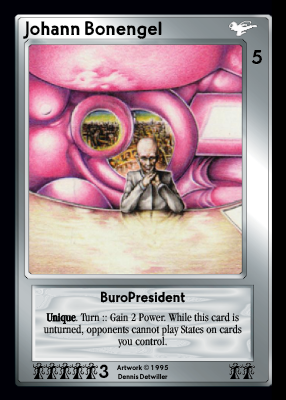 Johann Bonengel
5
BuroPresident
Unique. Turn :: Gain 2 Power. While this card is
unturned, opponents cannot play States on cards
you control.
3
Artwork © 1995
Dennis Detwiller